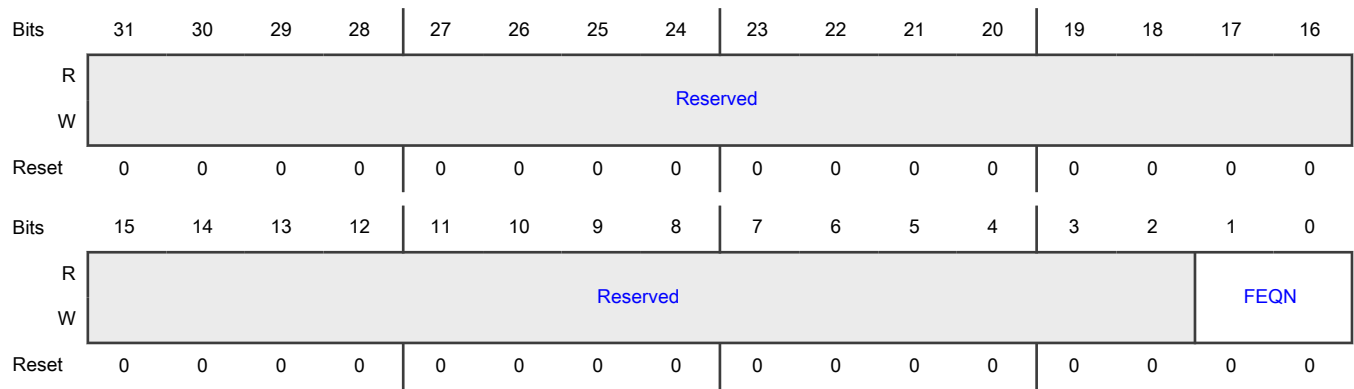 Bits 31 30 29 28 27 26 25 24 23 22 21 20 19 18 17 16
R
Reserved
W
Reset 0 0 0 0 0 0 0 0 0 0 0 0 0 0 0 0
Bits 15 14 13 12 11 10 9 8 7 6 5 4 3 2 1 0
R
Reserved FEQN
W
Reset 0 0 0 0 0 0 0 0 0 0 0 0 0 0 0 0